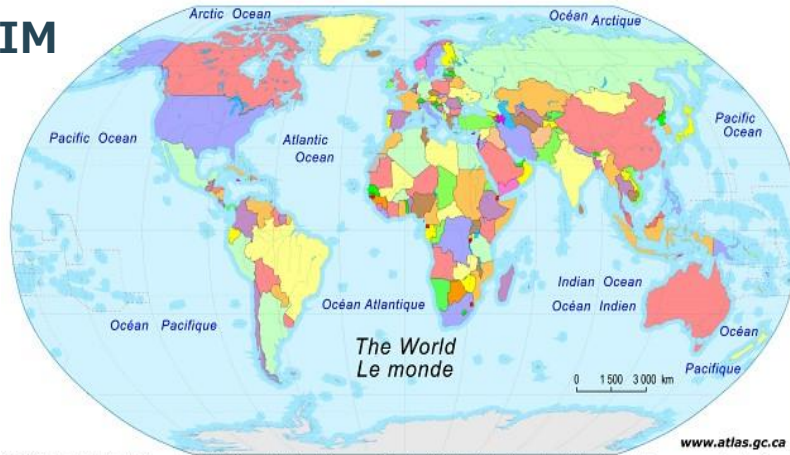 Arctic Ocean
Océan
Arctique
IM
Pacific Ocean
Atlantic
Ocean
Pacific
Ocean
Indian Ocean
Océan Atlantique
Océan Indien
Océan Pacifique
Océan
The World
Le monde
Pacifique
0 1 500 3 000 km
www.atlas.gc.ca